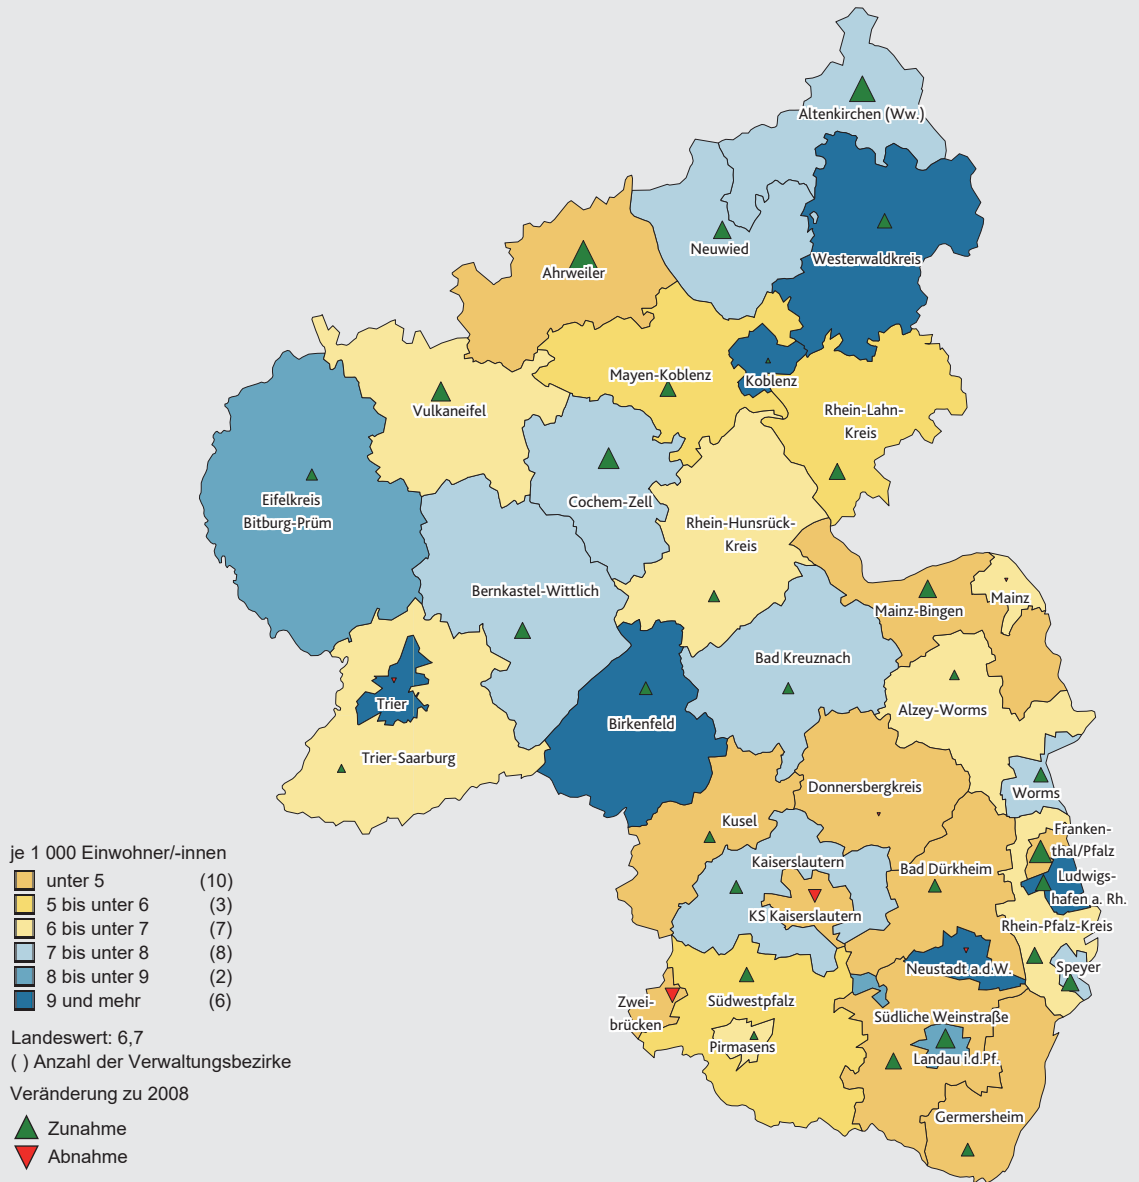 Altenkirchen (Ww.)
Neuwied
Westerwaldkreis
Ahrweiler
Mayen-Koblenz
Koblenz
Vulkaneifel
Rhein-Lahn-
Kreis
Eifelkreis
Bitburg-Prüm
Cochem-Zell
Rhein-Hunsrück-
Kreis
Bernkastel-Wittlich
Mainz-Bingen
Mainz
Bad Kreuznach
Trier
Birkenfeld
Alzey-Worms
Trier-Saarburg
Donnersbergkreis
Worms
Kusel
Franken-
thal/Pfalz
Kaiserslautern
Bad Dürkheim
Ludwigs-
hafen a. Rh.
KS Kaiserslautern
Rhein-Pfalz-Kreis
Neustadt a.d.W.
Speyer
Zwei-
brücken
Südwestpfalz
Südliche Weinstraße
Pirmasens
Landau i.d.Pf.
Germersheim
je 1 000 Einwohner/-innen
unter 5 (10)
5 bis unter 6 (3)
6 bis unter 7 (7)
7 bis unter 8 (8)
8 bis unter 9 (2)
9 und mehr (6)
Landeswert: 6,7
( ) Anzahl der Verwaltungsbezirke
Veränderung zu 2008
Zunahme
Abnahme